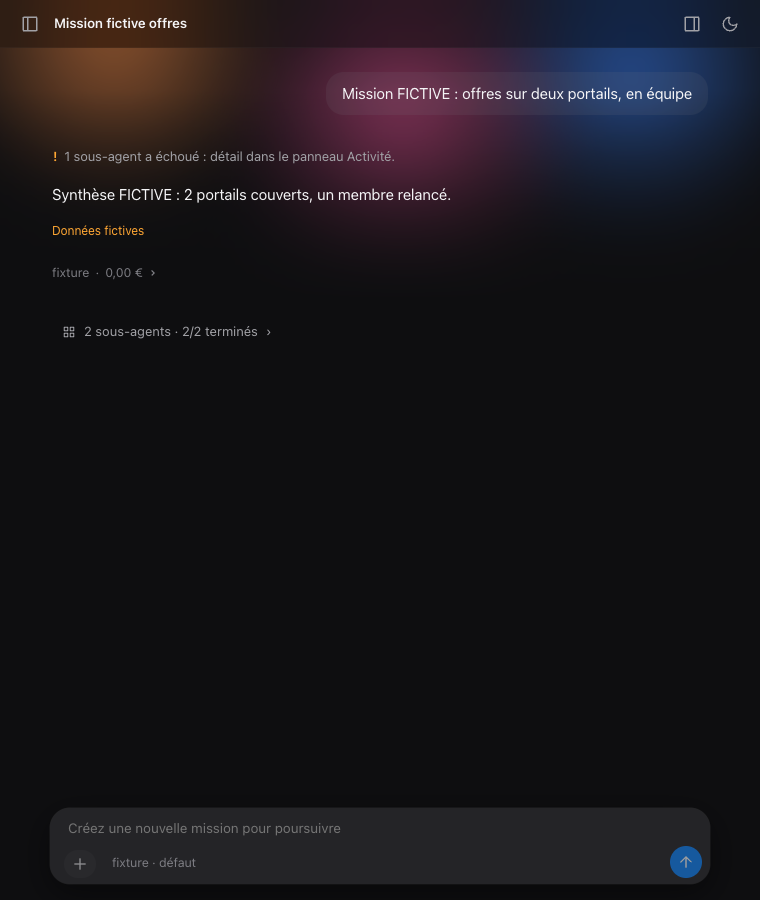 Mission fictive offres
Mission FICTIVE : offres sur deux portails, en équipe
! 1 sous-agent a échoué : détail dans le panneau Activité.
Synthèse FICTIVE : 2 portails couverts, un membre relancé.
Données fictives
fixture · 0,00 € ›
2 sous-agents · 2/2 terminés ›
Créez une nouvelle mission pour poursuivre
fixture · défaut